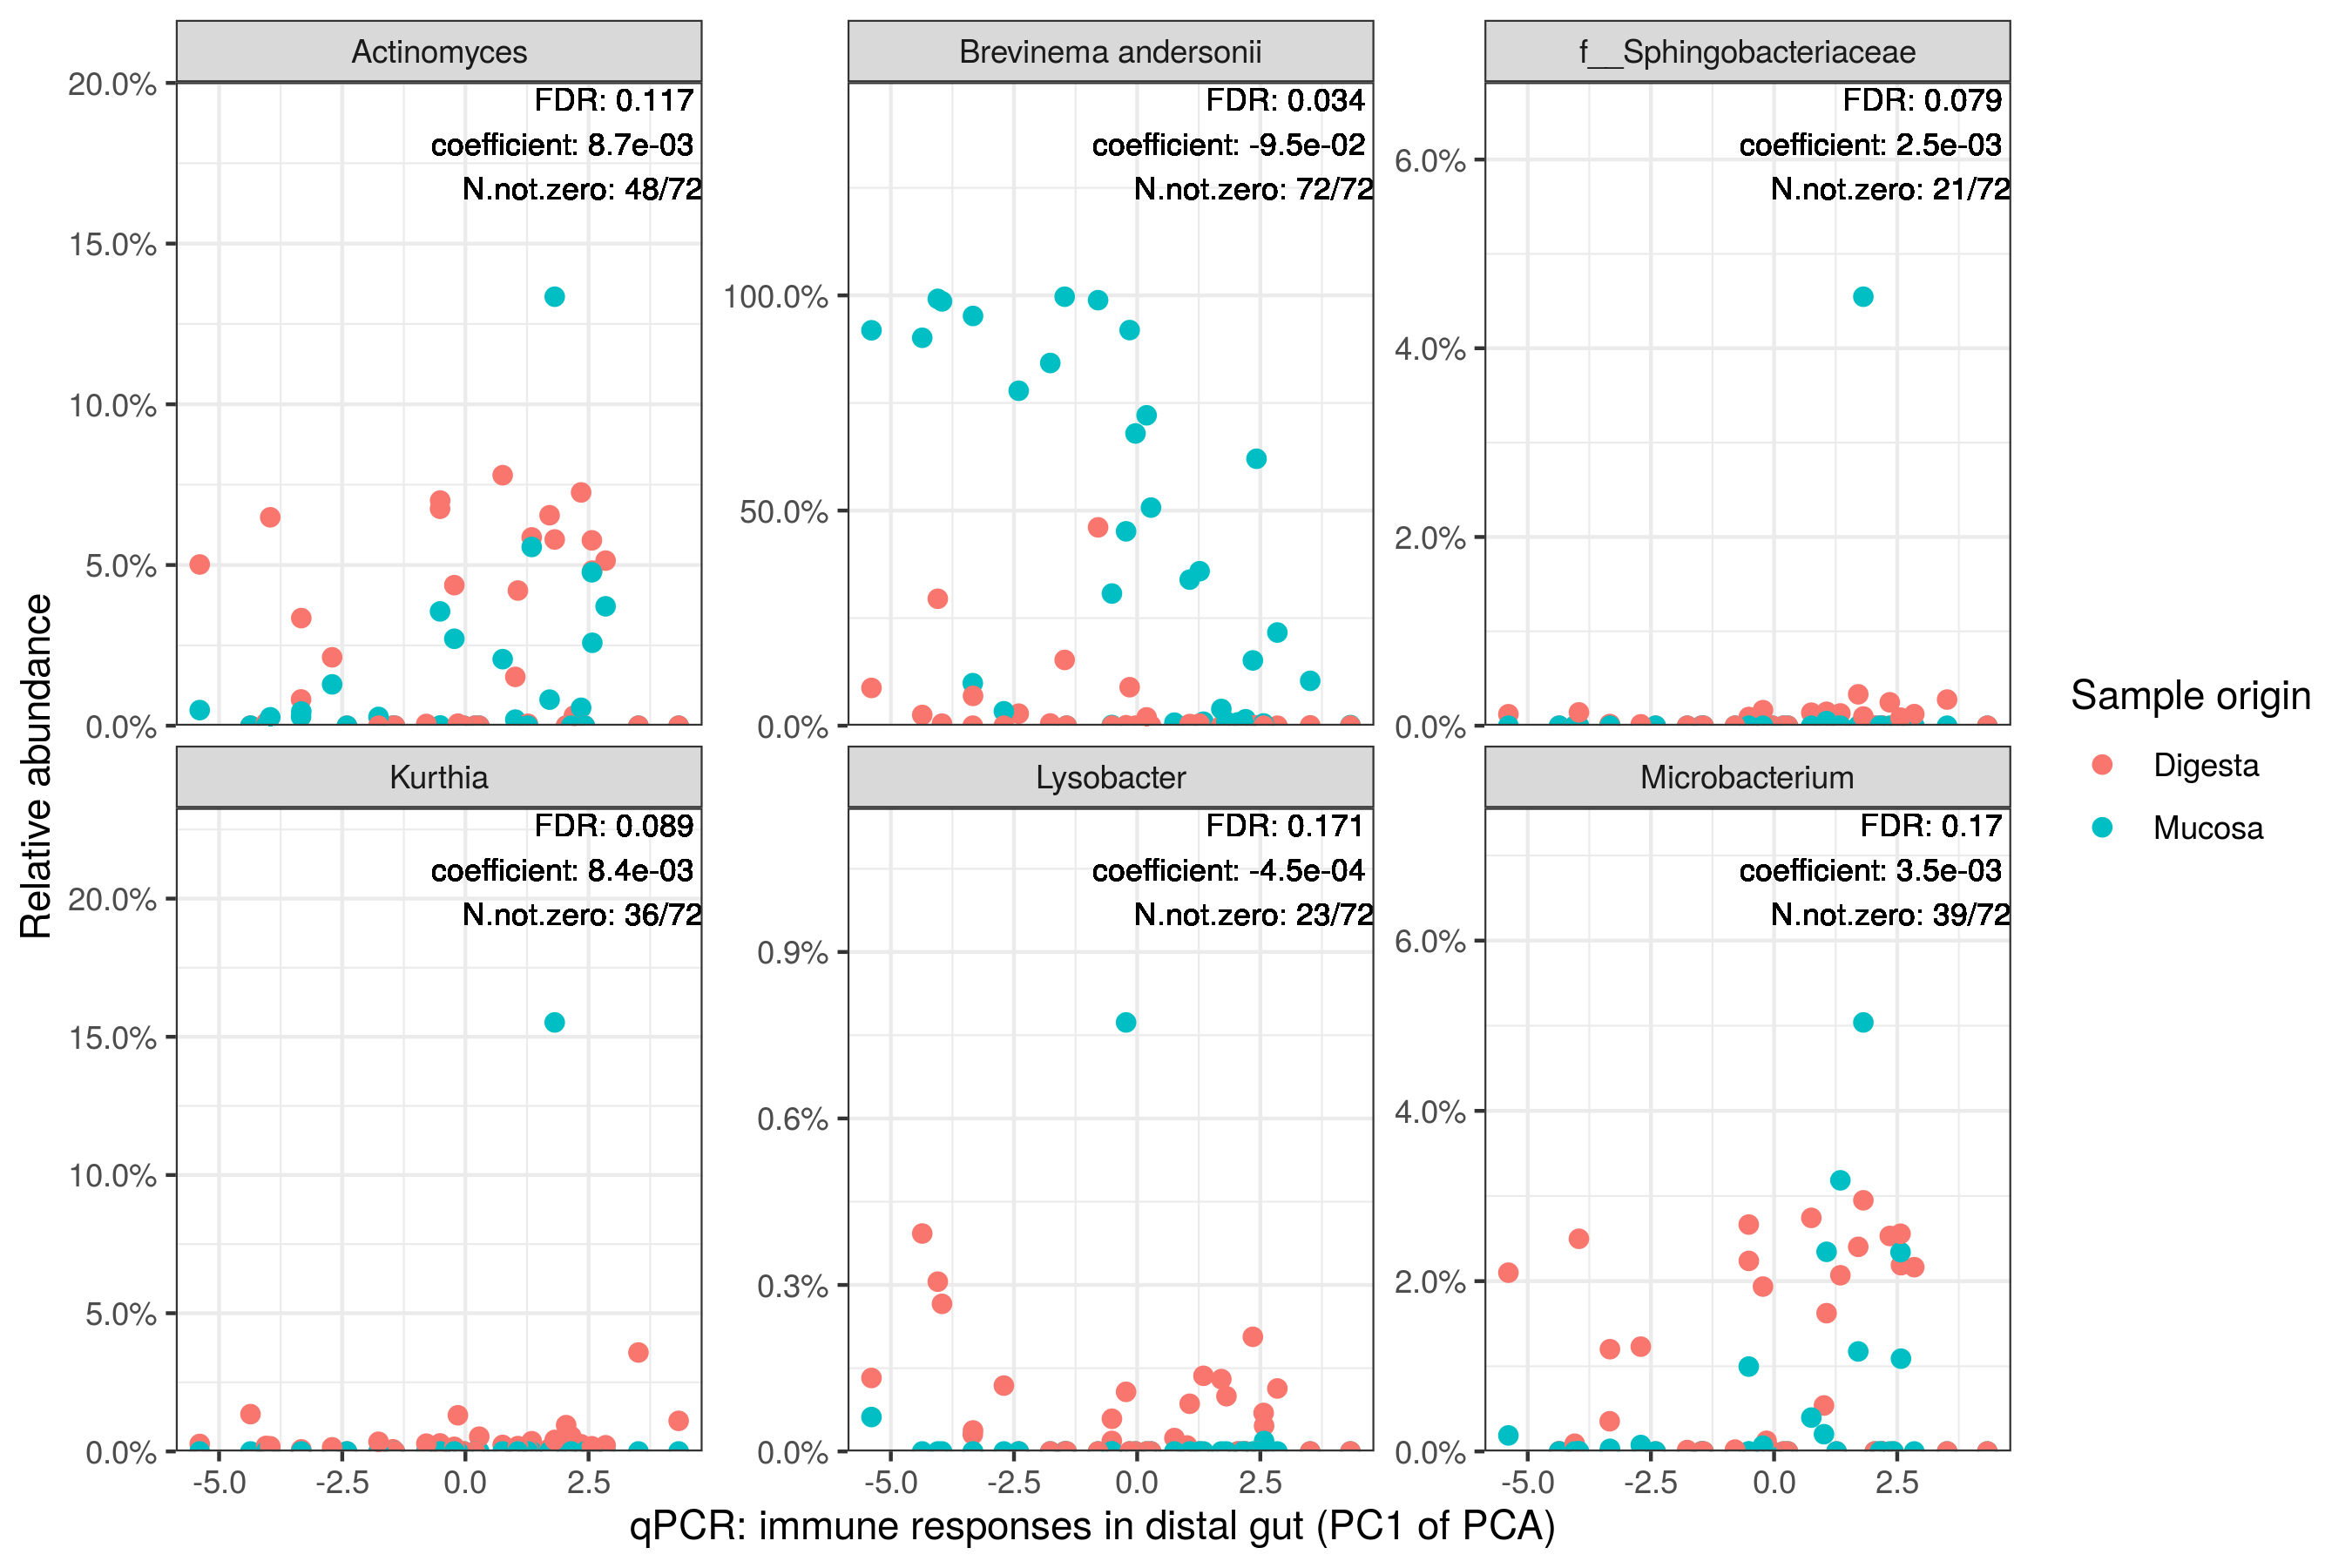 Actinomyces
Brevinema andersonii
f__Sphingobacteriaceae
20.0%
15.0%
10.0%
5.0%
0.0%
FDR: 0.117
coefficient: 8.7e-03
N.not.zero: 48/72
100.0%
50.0%
0.0%
FDR: 0.034
coefficient: -9.5e-02
N.not.zero: 72/72
6.0%
4.0%
2.0%
0.0%
FDR: 0.079
coefficient: 2.5e-03
N.not.zero: 21/72
Kurthia
Lysobacter
Microbacterium
20.0%
15.0%
10.0%
5.0%
0.0%
FDR: 0.089
coefficient: 8.4e-03
N.not.zero: 36/72
0.9%
0.6%
0.3%
0.0%
FDR: 0.171
coefficient: -4.5e-04
N.not.zero: 23/72
6.0%
4.0%
2.0%
0.0%
FDR: 0.17
coefficient: 3.5e-03
N.not.zero: 39/72
-5.0 -2.5 0.0 2.5
-5.0 -2.5 0.0 2.5
-5.0 -2.5 0.0 2.5
qPCR: immune responses in distal gut (PC1 of PCA)
Relative abundance
Sample origin
Digesta
Mucosa